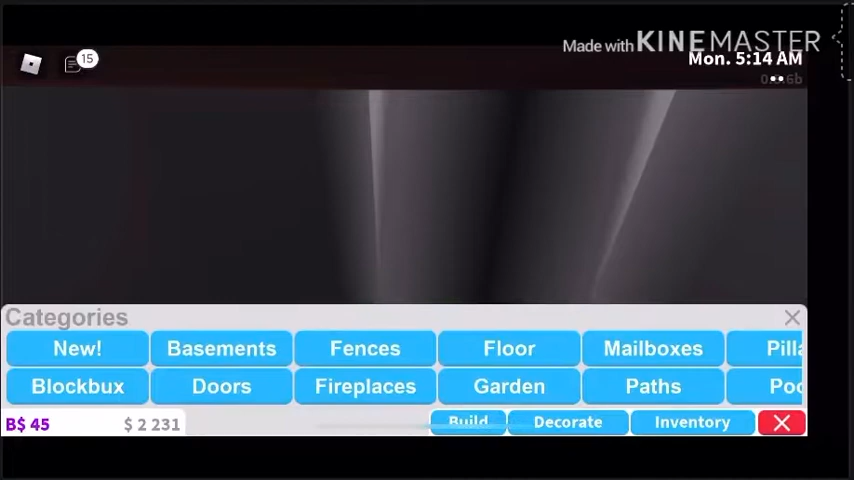 Made with KINEMASTER
15
Mon. 5:14 AM
Categories
New! Basements Fences Floor Mailboxes
Blockbux Doors Fireplaces Garden Paths
B$ 45 $ 2 231 Build Decorate Inventory